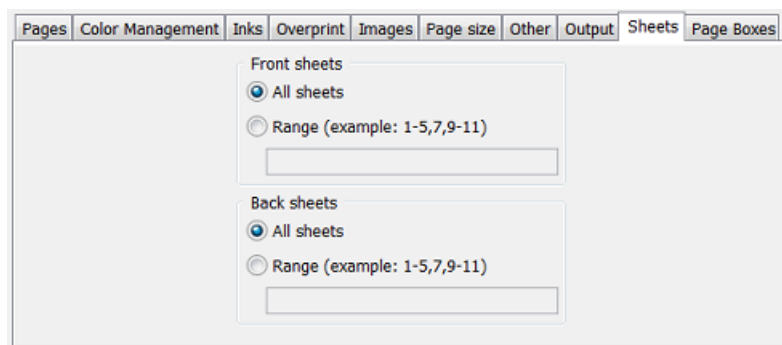 Pages Color Management Inks Overprint Images Page size Other Output Sheets Page Boxes
Front sheets
All sheets
Range (example: 1-5,7,9-11)
Back sheets
All sheets
Range (example: 1-5,7,9-11)